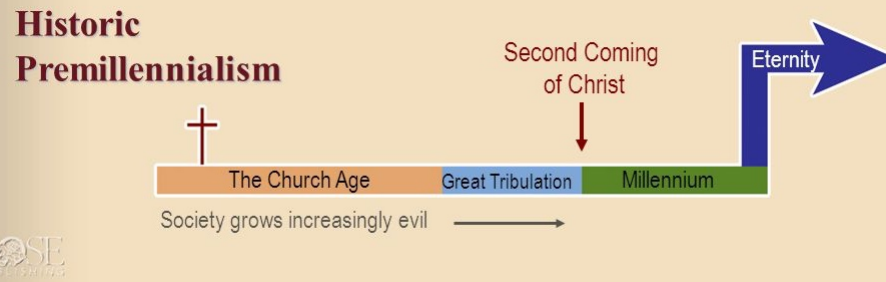 Historic
Premillennialism
Second Coming
of Christ
Eternity
The Church Age
Great Tribulation
Millennium
Society grows increasingly evil